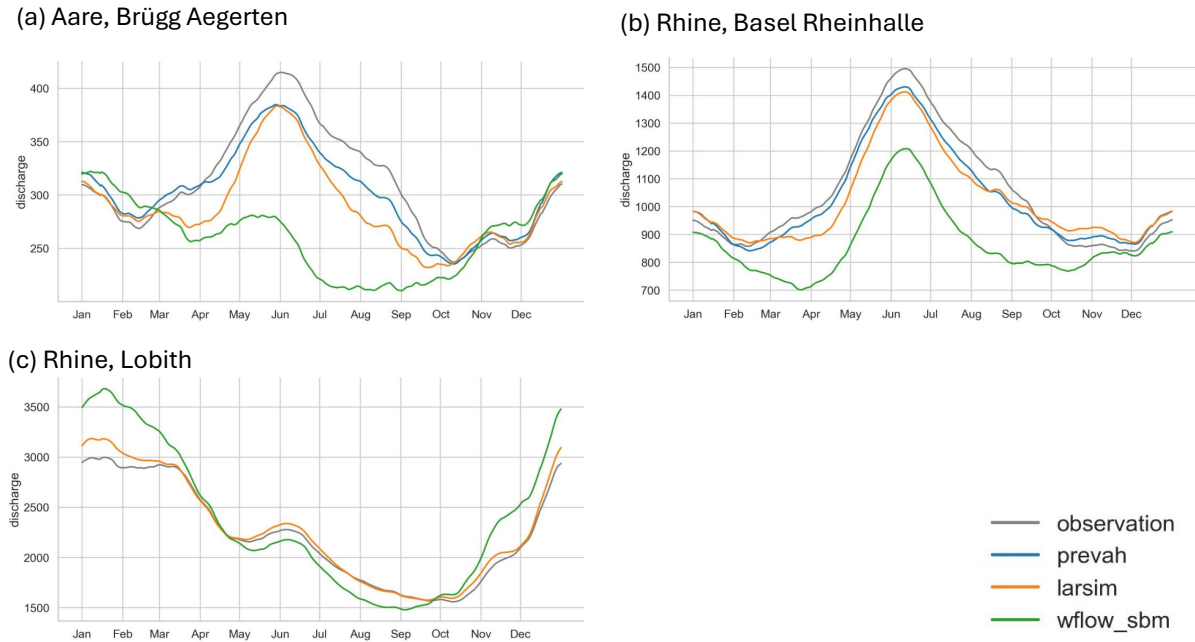 (a) Aare, Brügg Aegerten
400
350
300
250
discharge
Jan Feb Mar Apr May Jun Jul Aug Sep Oct Nov Dec
(b) Rhine, Basel Rheinhalle
1500
1400
1300
1200
1100
1000
900
800
700
discharge
Jan Feb Mar Apr May Jun Jul Aug Sep Oct Nov Dec
(c) Rhine, Lobith
3500
3000
2500
2000
1500
discharge
Jan Feb Mar Apr May Jun Jul Aug Sep Oct Nov Dec
observation
prevah
larsim
wflow_sbm